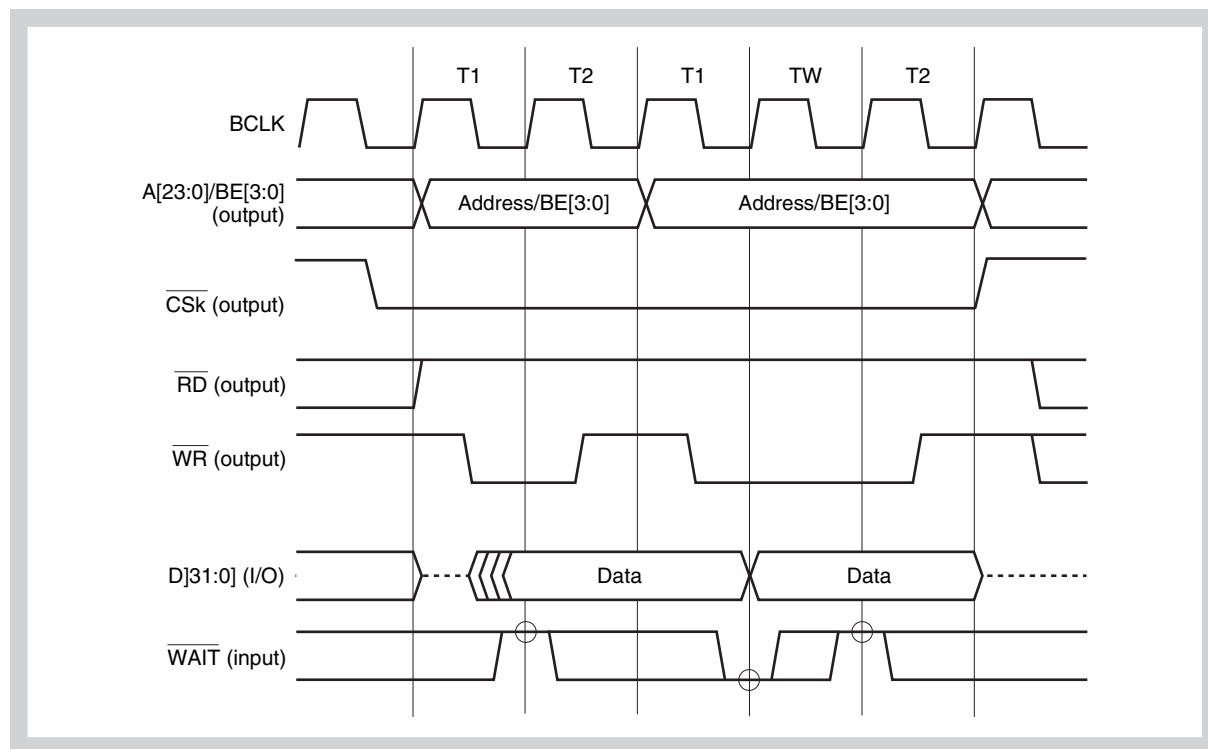 T1 T2 T1 TW T2
BCLK
A[23:0]/BE[3:0]
(output)
Address/BE[3:0] Address/BE[3:0]
CSk (output)
RD (output)
WR (output)
D]31:0] (I/O)
Data Data
WAIT (input)